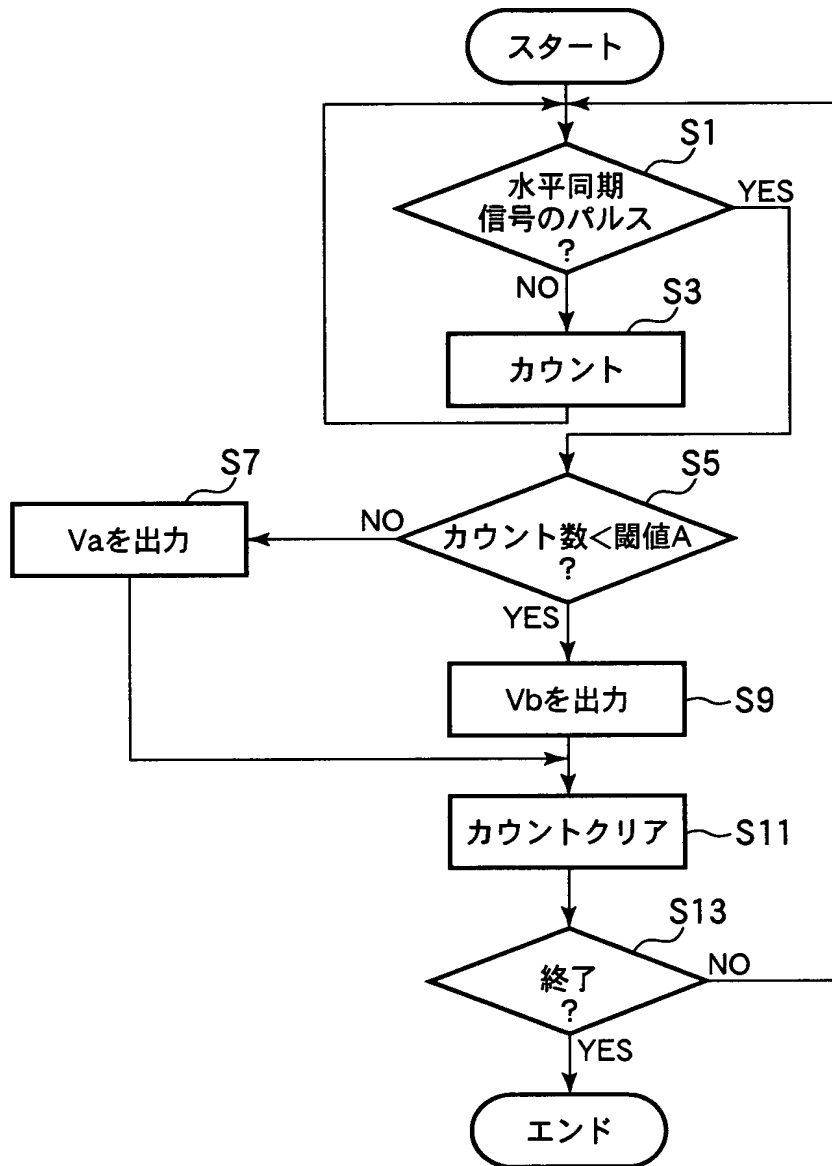 スタート
S1
水平同期
信号のパルス
?
YES
NO
S3
カウント
S5
カウント数<閾値A
?
NO
S7
Vaを出力
YES
Vbを出力
S9
カウントクリア
S11
S13
終了
?
NO
YES
エンド